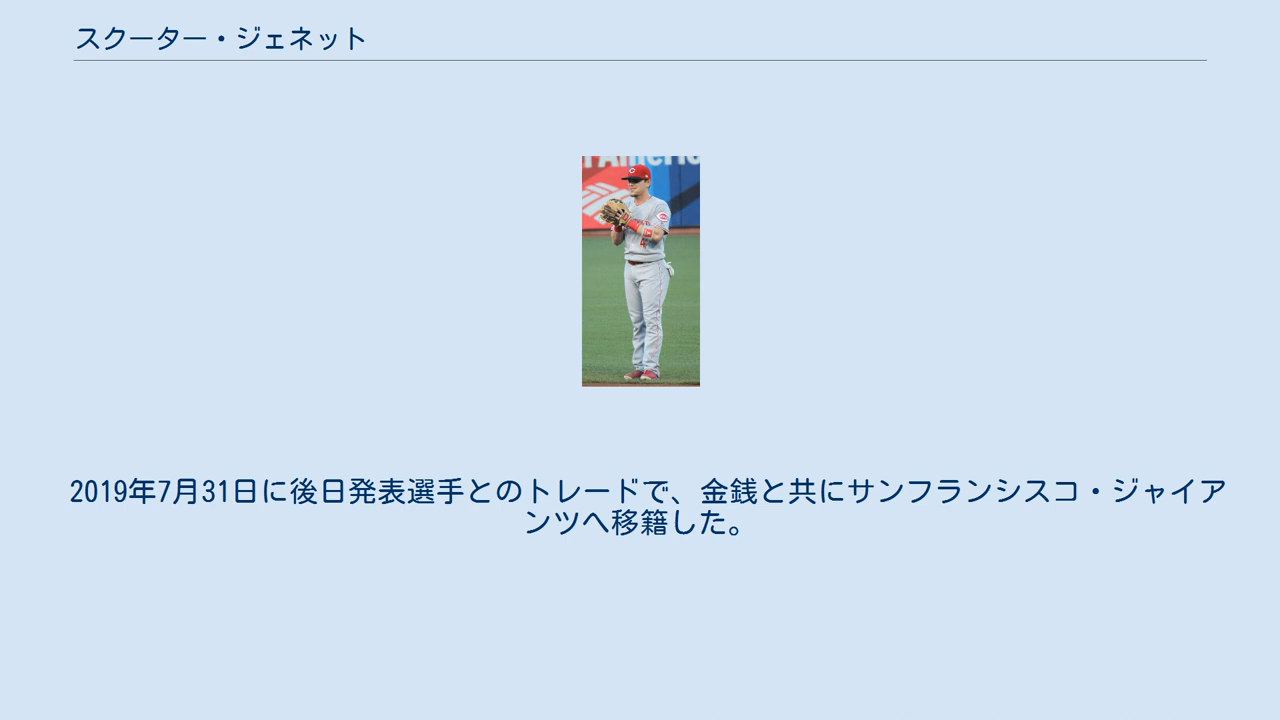 スクーター・ジェネット
2019年7月31日に後日発表選手とのトレードで、金銭と共にサンフランシスコ・ジャイア
ンツへ移籍した。